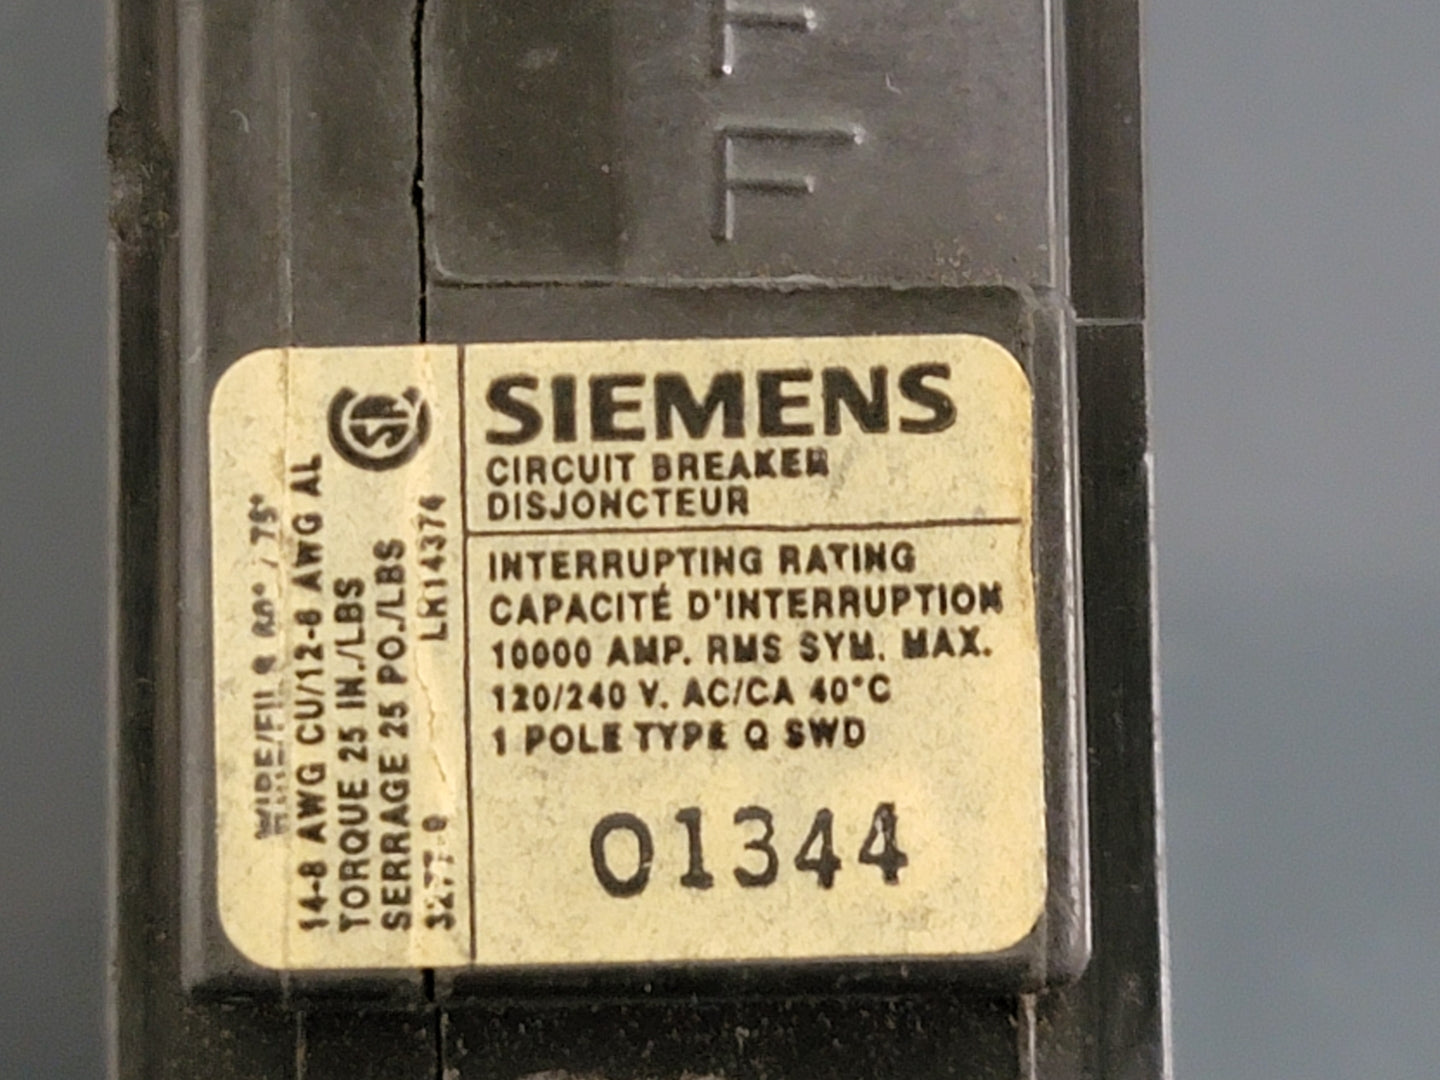 F
SIEMENS
CIRCUIT BREAKER
DISJONCTEUR
INTERRUPTING RATING
CAPACITÉ D'INTERRUPTION
10000 AMP. RMS SYM. MAX.
120/240 V. AC/CA 40°C
1 POLE TYPE Q SWD
01344
14-8 AWG CU/12-8 AWG AL
TORQUE 25 IN./LBS
SERRAGE 25 PO./LBS